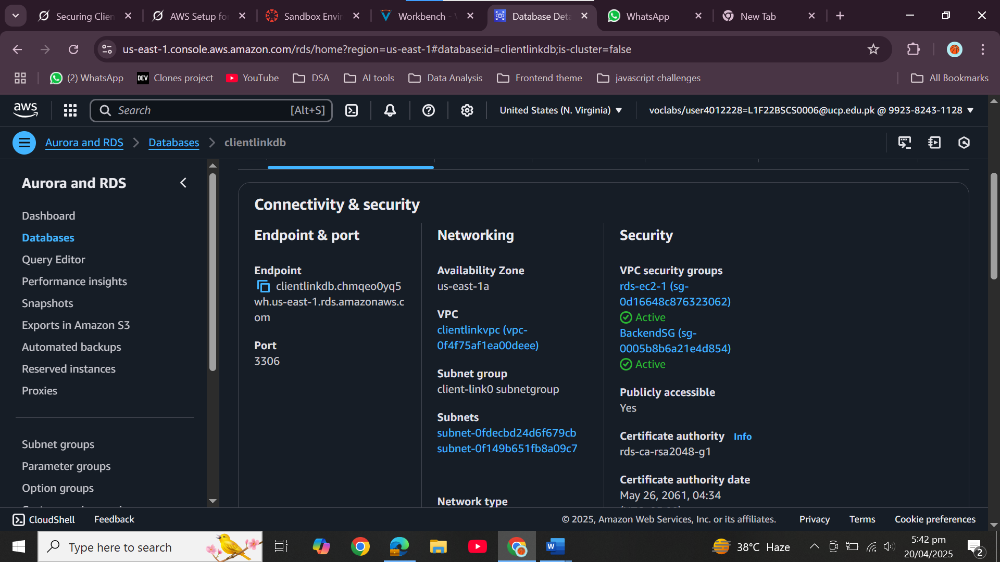 Securing Clien
AWS Setup fo
Sandbox Envi
Workbench - V
Database Deta
WhatsApp
New Tab
us-east-1.console.aws.amazon.com/rds/home?region=us-east-1#database:id=clientlinkdb;is-cluster=false
(2) WhatsApp
DEV
Clones project
YouTube
DSA
AI tools
Data Analysis
Frontend theme
javascript challenges
All Bookmarks
aws
Search
[Alt+S]
United States (N. Virginia)
voclabs/user4012228=L1F22BSCS0006@ucp.edu.pk @ 9923-8243-1128
Aurora and RDS
Databases
clientlinkdb
Aurora and RDS
Dashboard
Databases
Query Editor
Performance insights
Snapshots
Exports in Amazon S3
Automated backups
Reserved instances
Proxies
Subnet groups
Parameter groups
Option groups
Connectivity & security
Endpoint & port
Endpoint
clientlinkdb.chmqeo0yq5
wh.us-east-1.rds.amazonaws.c
om
Port
3306
Networking
Availability Zone
us-east-1a
VPC
clientlinkvpc (vpc-
0f4f75af1ea00deee)
Subnet group
client-link0 subnetgroup
Subnets
subnet-0fdecbd24d6f679cb
subnet-0f149b651fb8a09c7
Network type
Security
VPC security groups
rds-ec2-1 (sg-
0d16648c876323062)
Active
BackendSG (sg-
0005b8b6a21e4d854)
Active
Publicly accessible
Yes
Certificate authority Info
rds-ca-rsa2048-g1
Certificate authority date
May 26, 2061, 04:34
CloudShell
Feedback
© 2025, Amazon Web Services, Inc. or its affiliates.
Privacy
Terms
Cookie preferences
Type here to search
W
38°C Haze
5:42 pm
20/04/2025
2